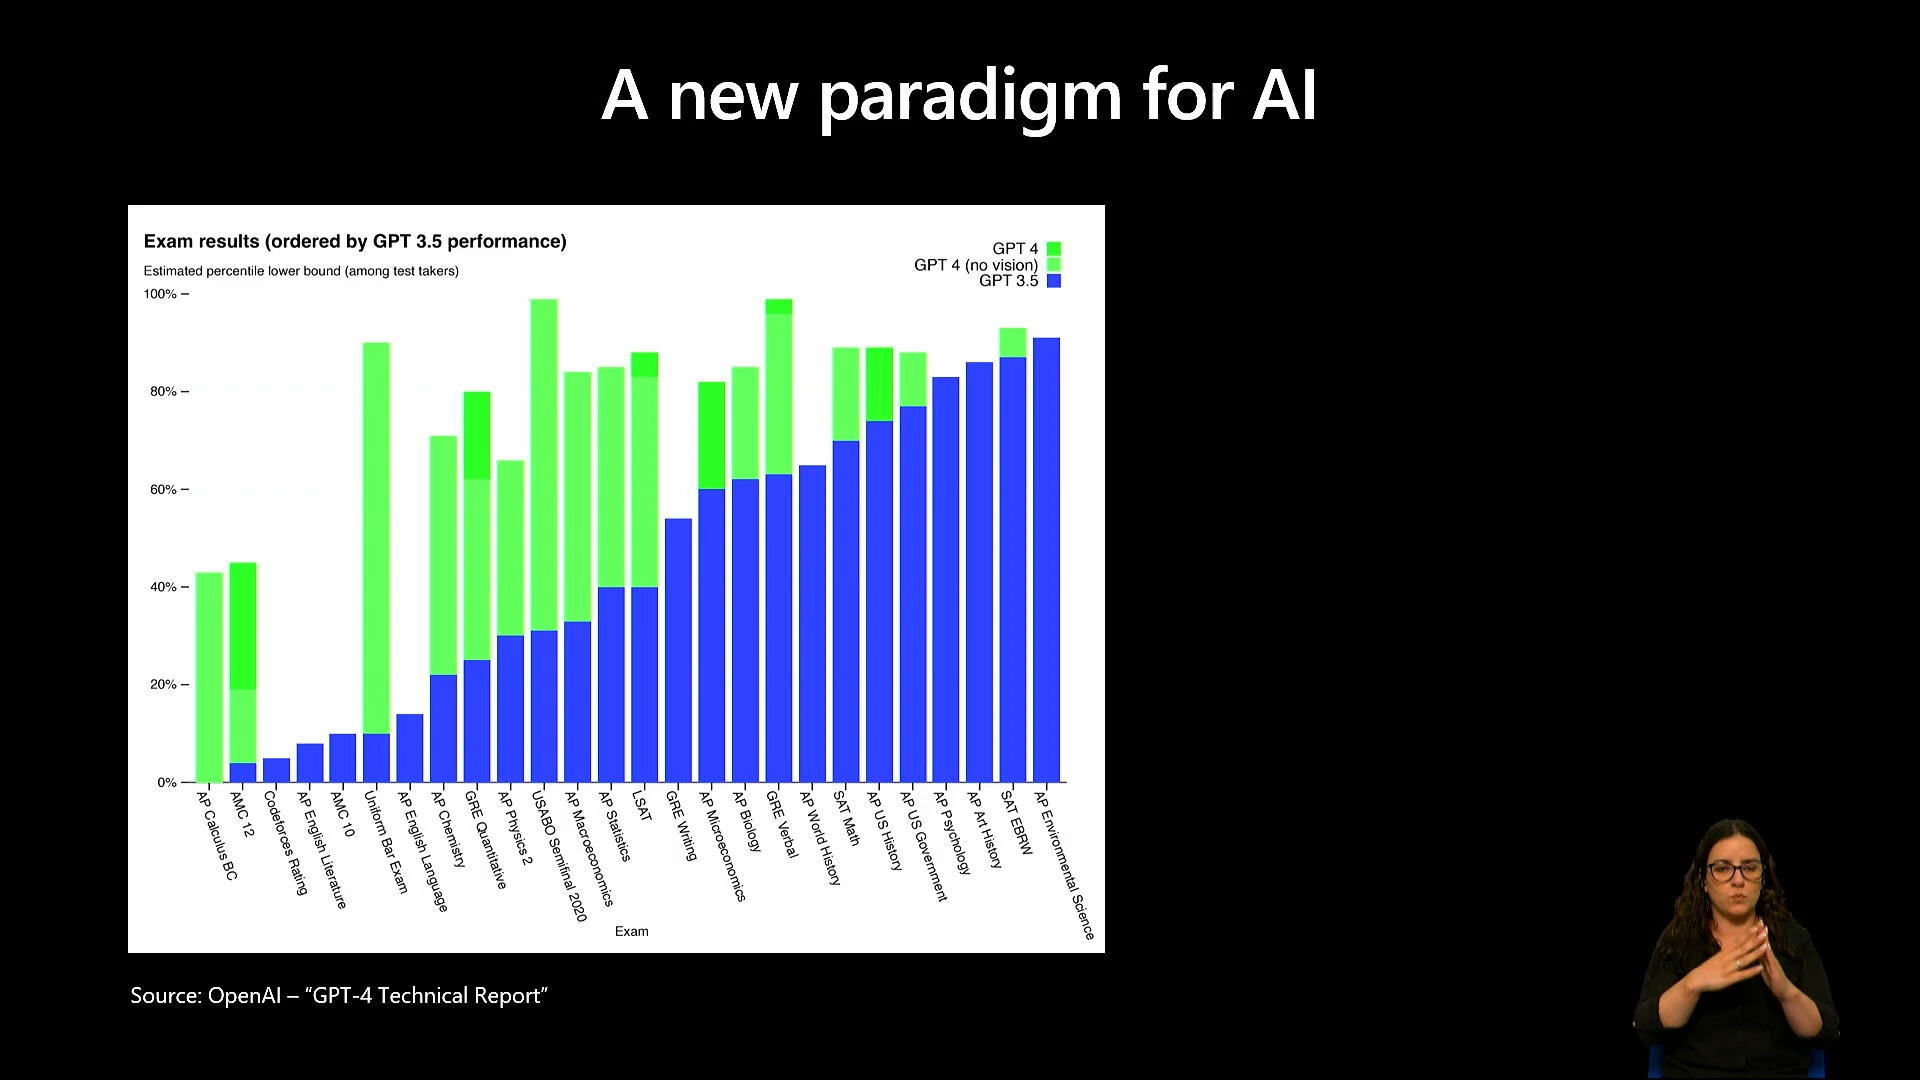 A new paradigm for AI
Exam results (ordered by GPT 3.5 performance)
Estimated percentile lower bound (among test takers)
GPT 4
GPT 4 (no vision)
GPT 3.5
100%
80%
60%
40%
20%
0%
AP Calculus BC
AMC 12
Codeforces Rating
AP English Literature
AMC 10
Uniform Bar Exam
AP English Language
AP Chemistry
GRE Quantitative
AP Physics 2
USABO Semifinal 2020
AP Macroeconomics
AP Statistics
LSAT
GRE Writing
AP Microeconomics
AP Biology
GRE Verbal
AP World History
SAT Math
AP US History
AP US Government
AP Psychology
AP Art History
SAT EBRW
AP Environmental Science
Exam
Source: OpenAI – “GPT-4 Technical Report”